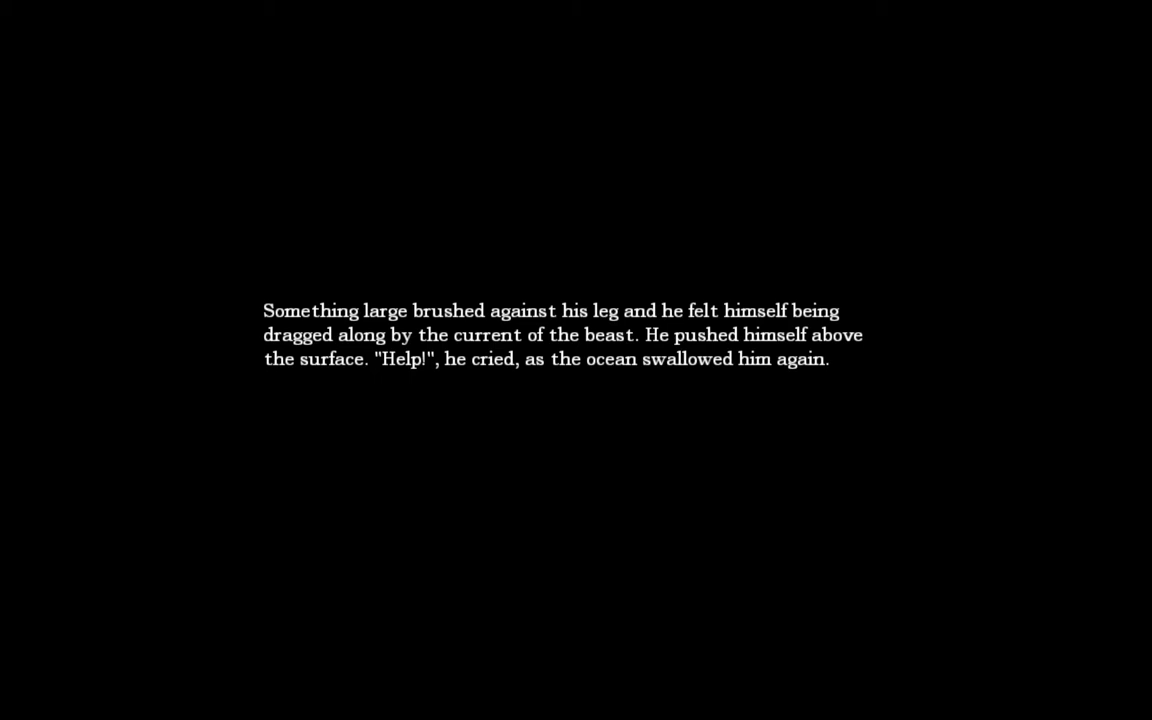 Something large brushed against his leg and he felt himself being
dragged along by the current of the beast. He pushed himself above
the surface. "Help!", he cried, as the ocean swallowed him again.